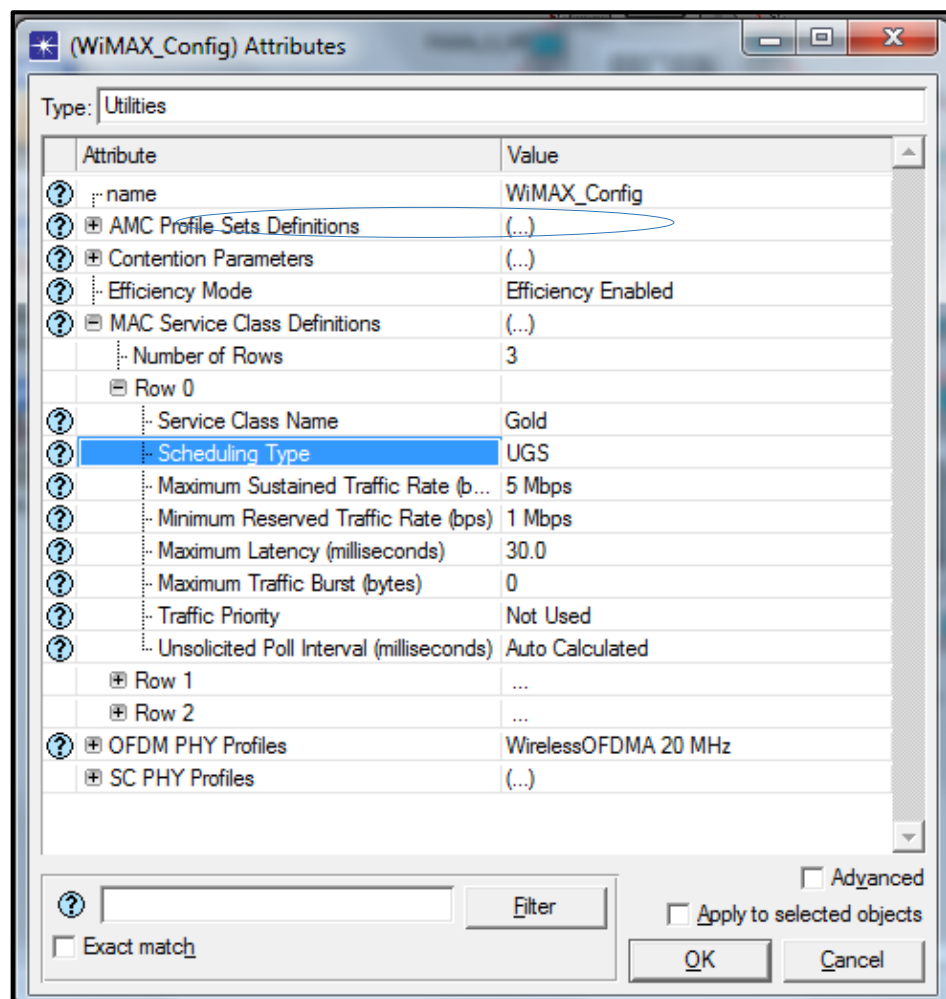 (WiMAX_Config) Attributes
Type: Utilities
Attribute Value
name WiMAX_Config
AMC Profile Sets Definitions (...)
Contention Parameters (...)
Efficiency Mode Efficiency Enabled
MAC Service Class Definitions (...)
Number of Rows 3
Row 0
Service Class Name Gold
Scheduling Type UGS
Maximum Sustained Traffic Rate (b... 5 Mbps
Minimum Reserved Traffic Rate (bps) 1 Mbps
Maximum Latency (milliseconds) 30.0
Maximum Traffic Burst (bytes) 0
Traffic Priority Not Used
Unsolicited Poll Interval (milliseconds) Auto Calculated
Row 1 ...
Row 2 ...
OFDM PHY Profiles WirelessOFDMA 20 MHz
SC PHY Profiles (...)
Advanced
Filter
Apply to selected objects
Exact match
OK Cancel